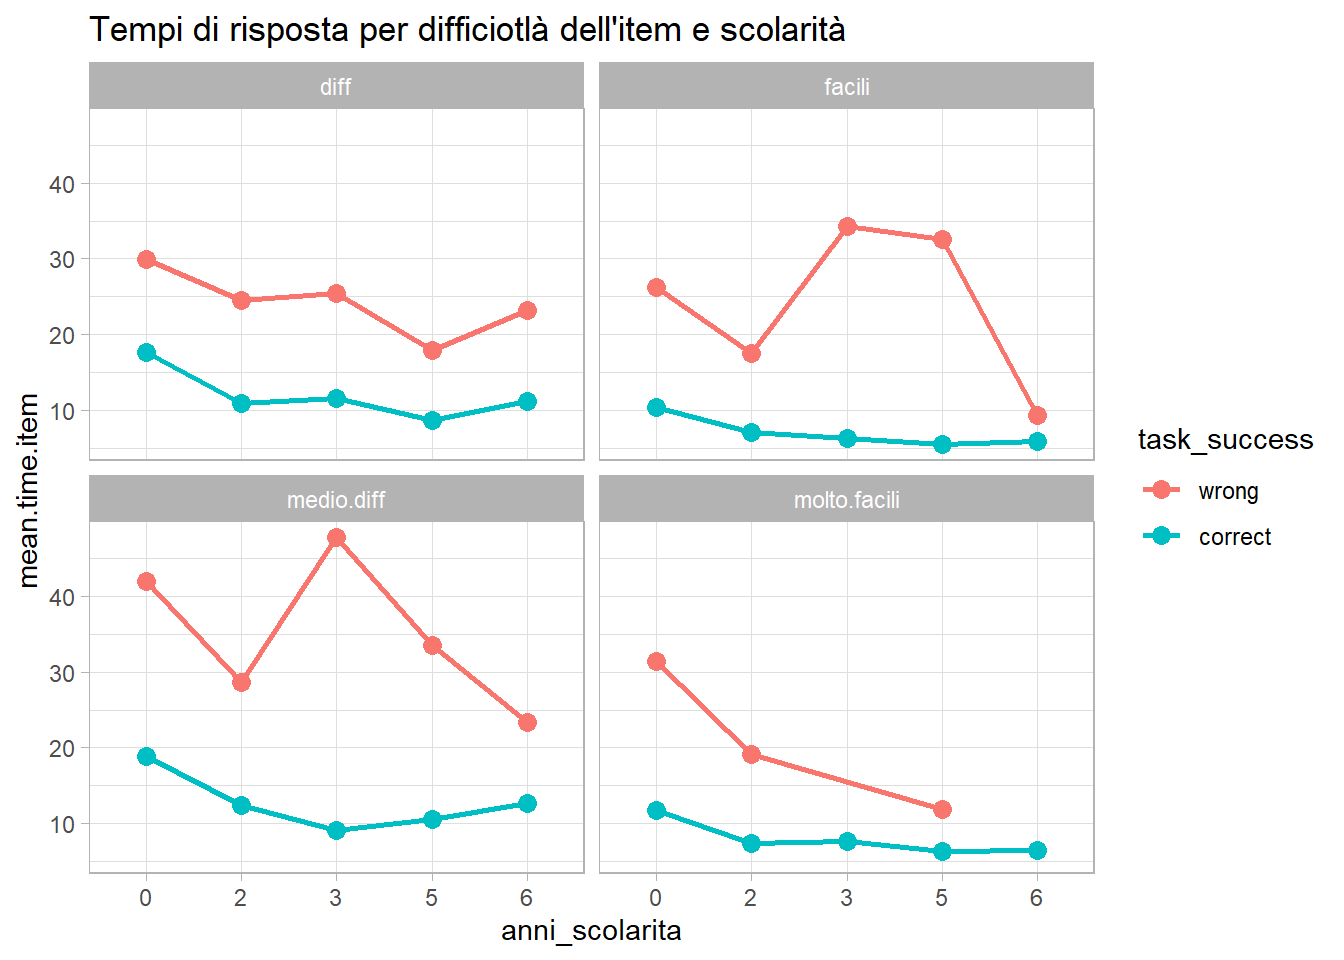 Tempi di risposta per difficiotlà dell'item e scolarità
diff
facili
40
30
20
10
medio.diff
molto.facili
40
30
20
10
0 2 3 5 6
0 2 3 5 6
anni_scolarita
mean.time.item
task_success
wrong
correct